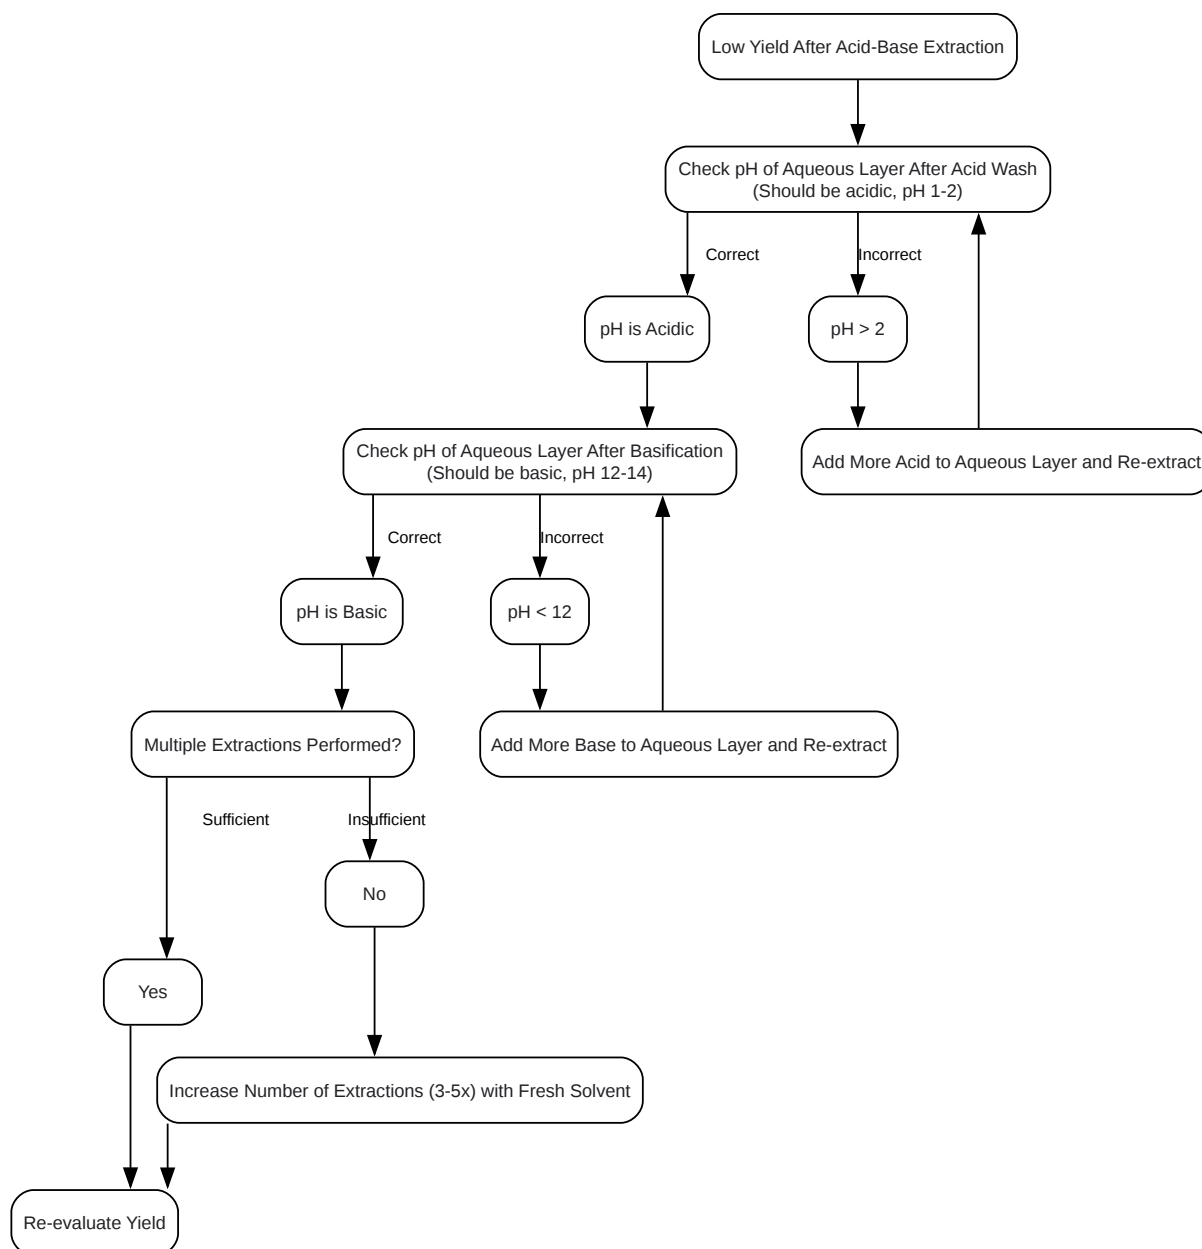 Low Yield After Acid-Base Extraction
Check pH of Aqueous Layer After Acid Wash
(Should be acidic, pH 1-2)
Correct
Incorrect
pH is Acidic
pH > 2
Check pH of Aqueous Layer After Basification
(Should be basic, pH 12-14)
Add More Acid to Aqueous Layer and Re-extract
Correct
Incorrect
pH is Basic
pH < 12
Multiple Extractions Performed?
Add More Base to Aqueous Layer and Re-extract
Sufficient
Insufficient
No
Yes
Increase Number of Extractions (3-5x) with Fresh Solvent
Re-evaluate Yield